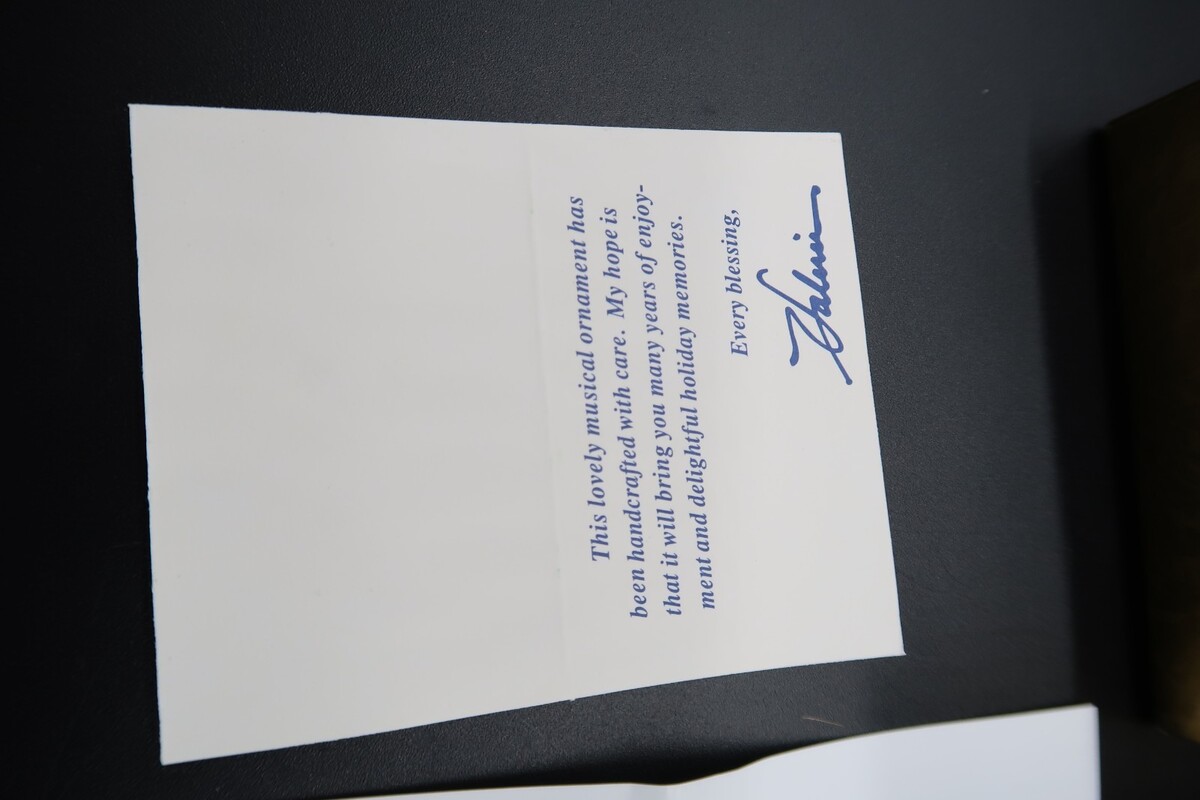 This lovely musical ornament has
been handcrafted with care. My hope is
that it will bring you many years of enjoy-
ment and delightful holiday memories.
Every blessing,
Valerie